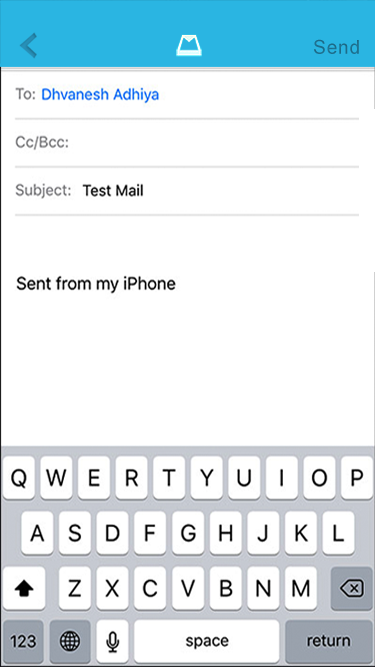 Send
To: Dhvanesh Adhiya
Cc/Bcc:
Subject: Test Mail
Sent from my iPhone
Q W E R T Y U I O P
A S D F G H J K L
Z X C V B N M
123 space return